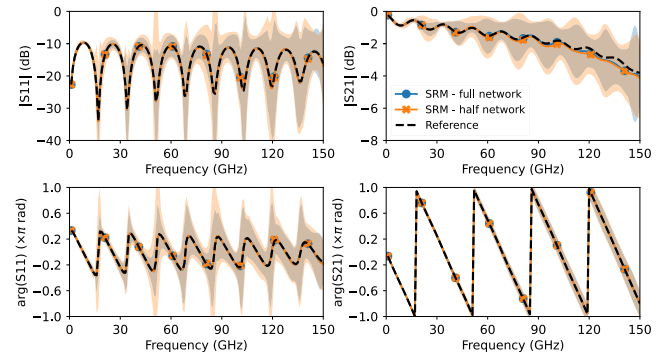 0
−10
−20
−30
−40
|S11| (dB)
0 30 60 90 120 150
Frequency (GHz)
0
−2
−4
−6
−8
|S21| (dB)
SRM - full network
SRM - half network
Reference
0 30 60 90 120 150
Frequency (GHz)
1.0
0.6
0.2
−0.2
−0.6
−1.0
arg(S11) (×π rad)
0 30 60 90 120 150
Frequency (GHz)
1.0
0.6
0.2
−0.2
−0.6
−1.0
arg(S21) (×π rad)
0 30 60 90 120 150
Frequency (GHz)